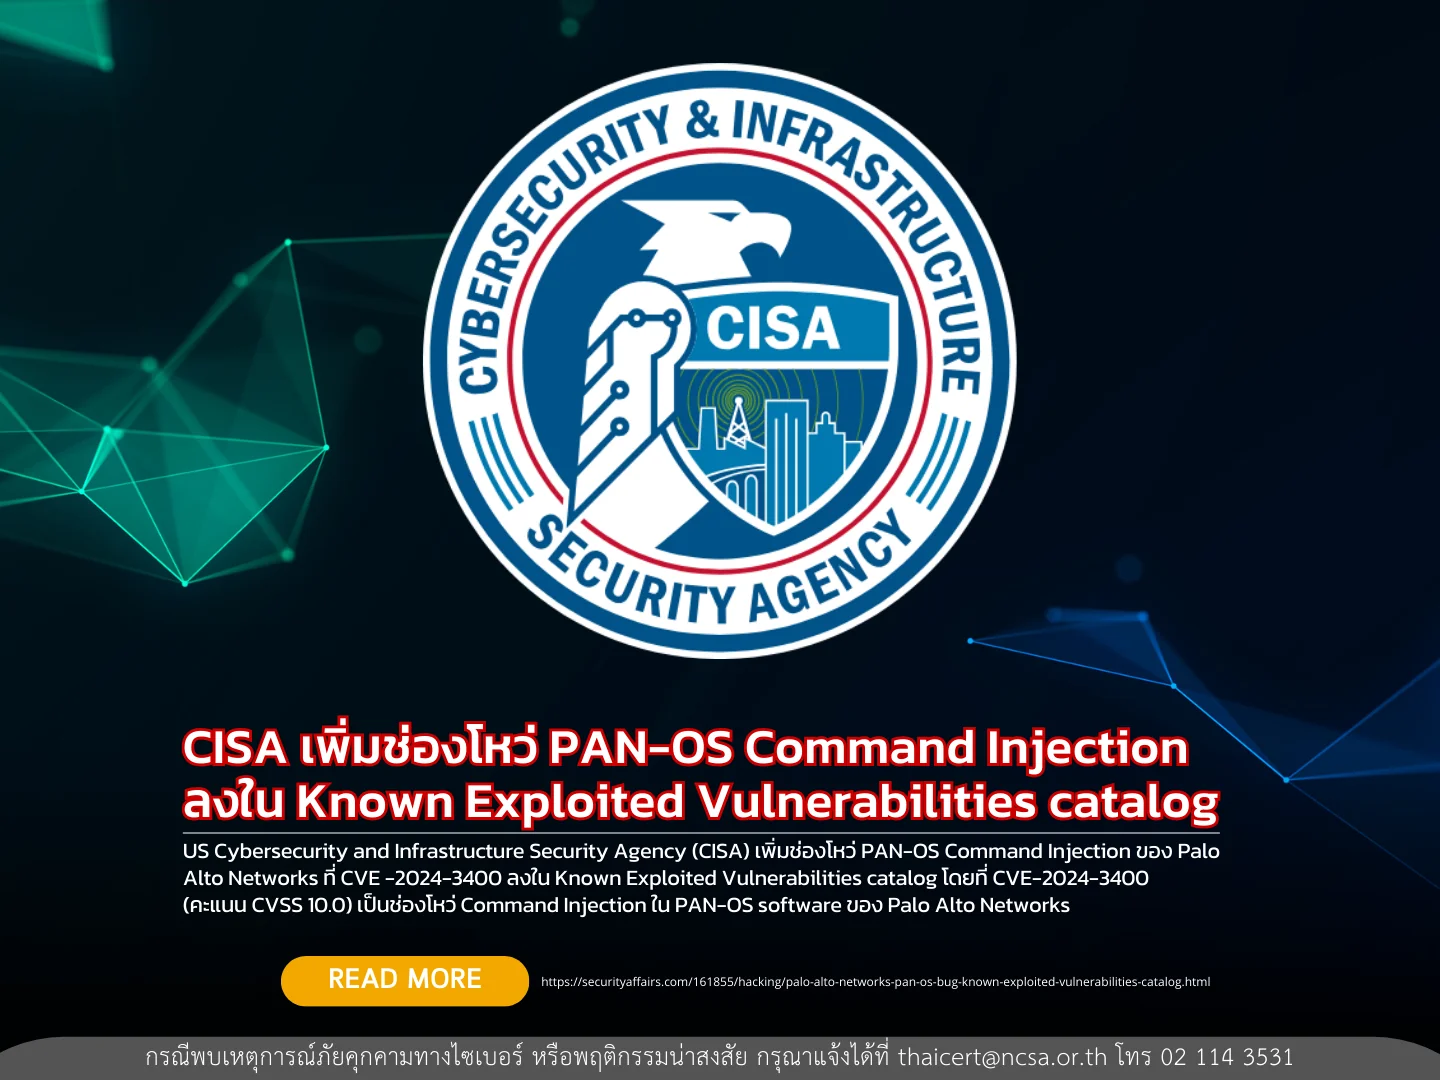 CYBERSECURITY & INFRASTRUCTURE
CISA
SECURITY AGENCY
CISA เพิ่มช่องโหว่ PAN-OS Command Injection
ลงใน Known Exploited Vulnerabilities catalog
US Cybersecurity and Infrastructure Security Agency (CISA) เพิ่มช่องโหว่ PAN-OS Command Injection ของ Palo
Alto Networks ที่ CVE -2024-3400 ลงใน Known Exploited Vulnerabilities catalog โดยที่ CVE-2024-3400
(คะแนน CVSS 10.0) เป็นช่องโหว่ Command Injection ใน PAN-OS software ของ Palo Alto Networks
READ MORE https://securityaffairs.com/161855/hacking/palo-alto-networks-pan-os-bug-known-exploited-vulnerabilities-catalog.html
กรณีพบเหตุการณ์ภัยคุกคามทางไซเบอร์ หรือพฤติกรรมน่าสงสัย กรุณาแจ้งได้ที่ thaicert@ncsa.or.th โทร 02 114 3531